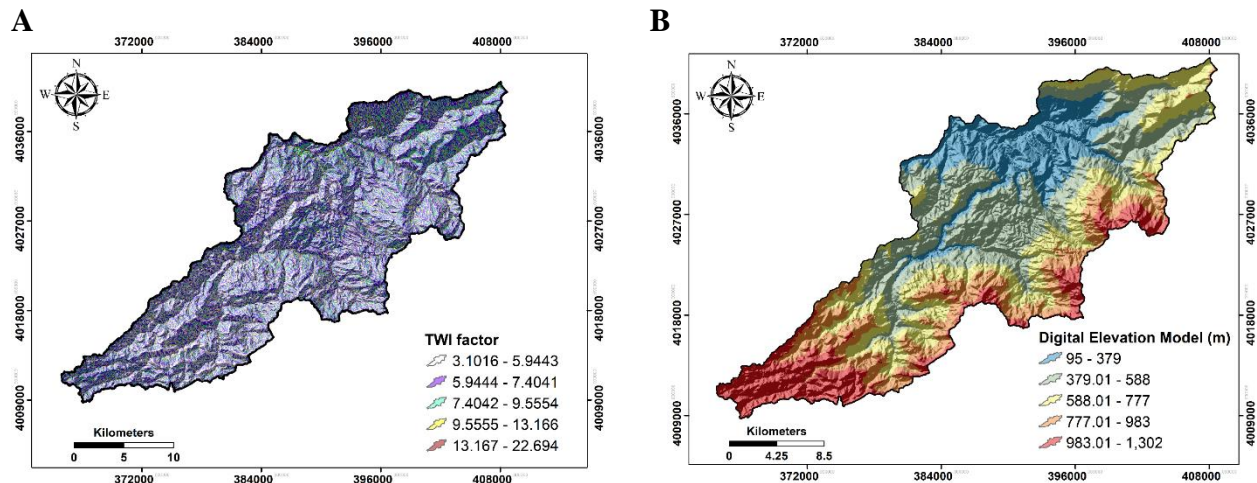 A
B
372000 384000 396000 408000
372000 384000 396000 408000
N
W E
S
N
W E
S
4036000
4027000
4018000
4009000
4036000
4027000
4018000
4009000
4036000
4027000
4018000
4009000
4036000
4027000
4018000
4009000
TWI factor
3.1016 - 5.9443
5.9444 - 7.4041
7.4042 - 9.5554
9.5555 - 13.166
13.167 - 22.694
Kilometers
0 5 10
Digital Elevation Model (m)
95 - 379
379.01 - 588
588.01 - 777
777.01 - 983
983.01 - 1,302
Kilometers
0 4.25 8.5
372000 384000 396000 408000
372000 384000 396000 408000